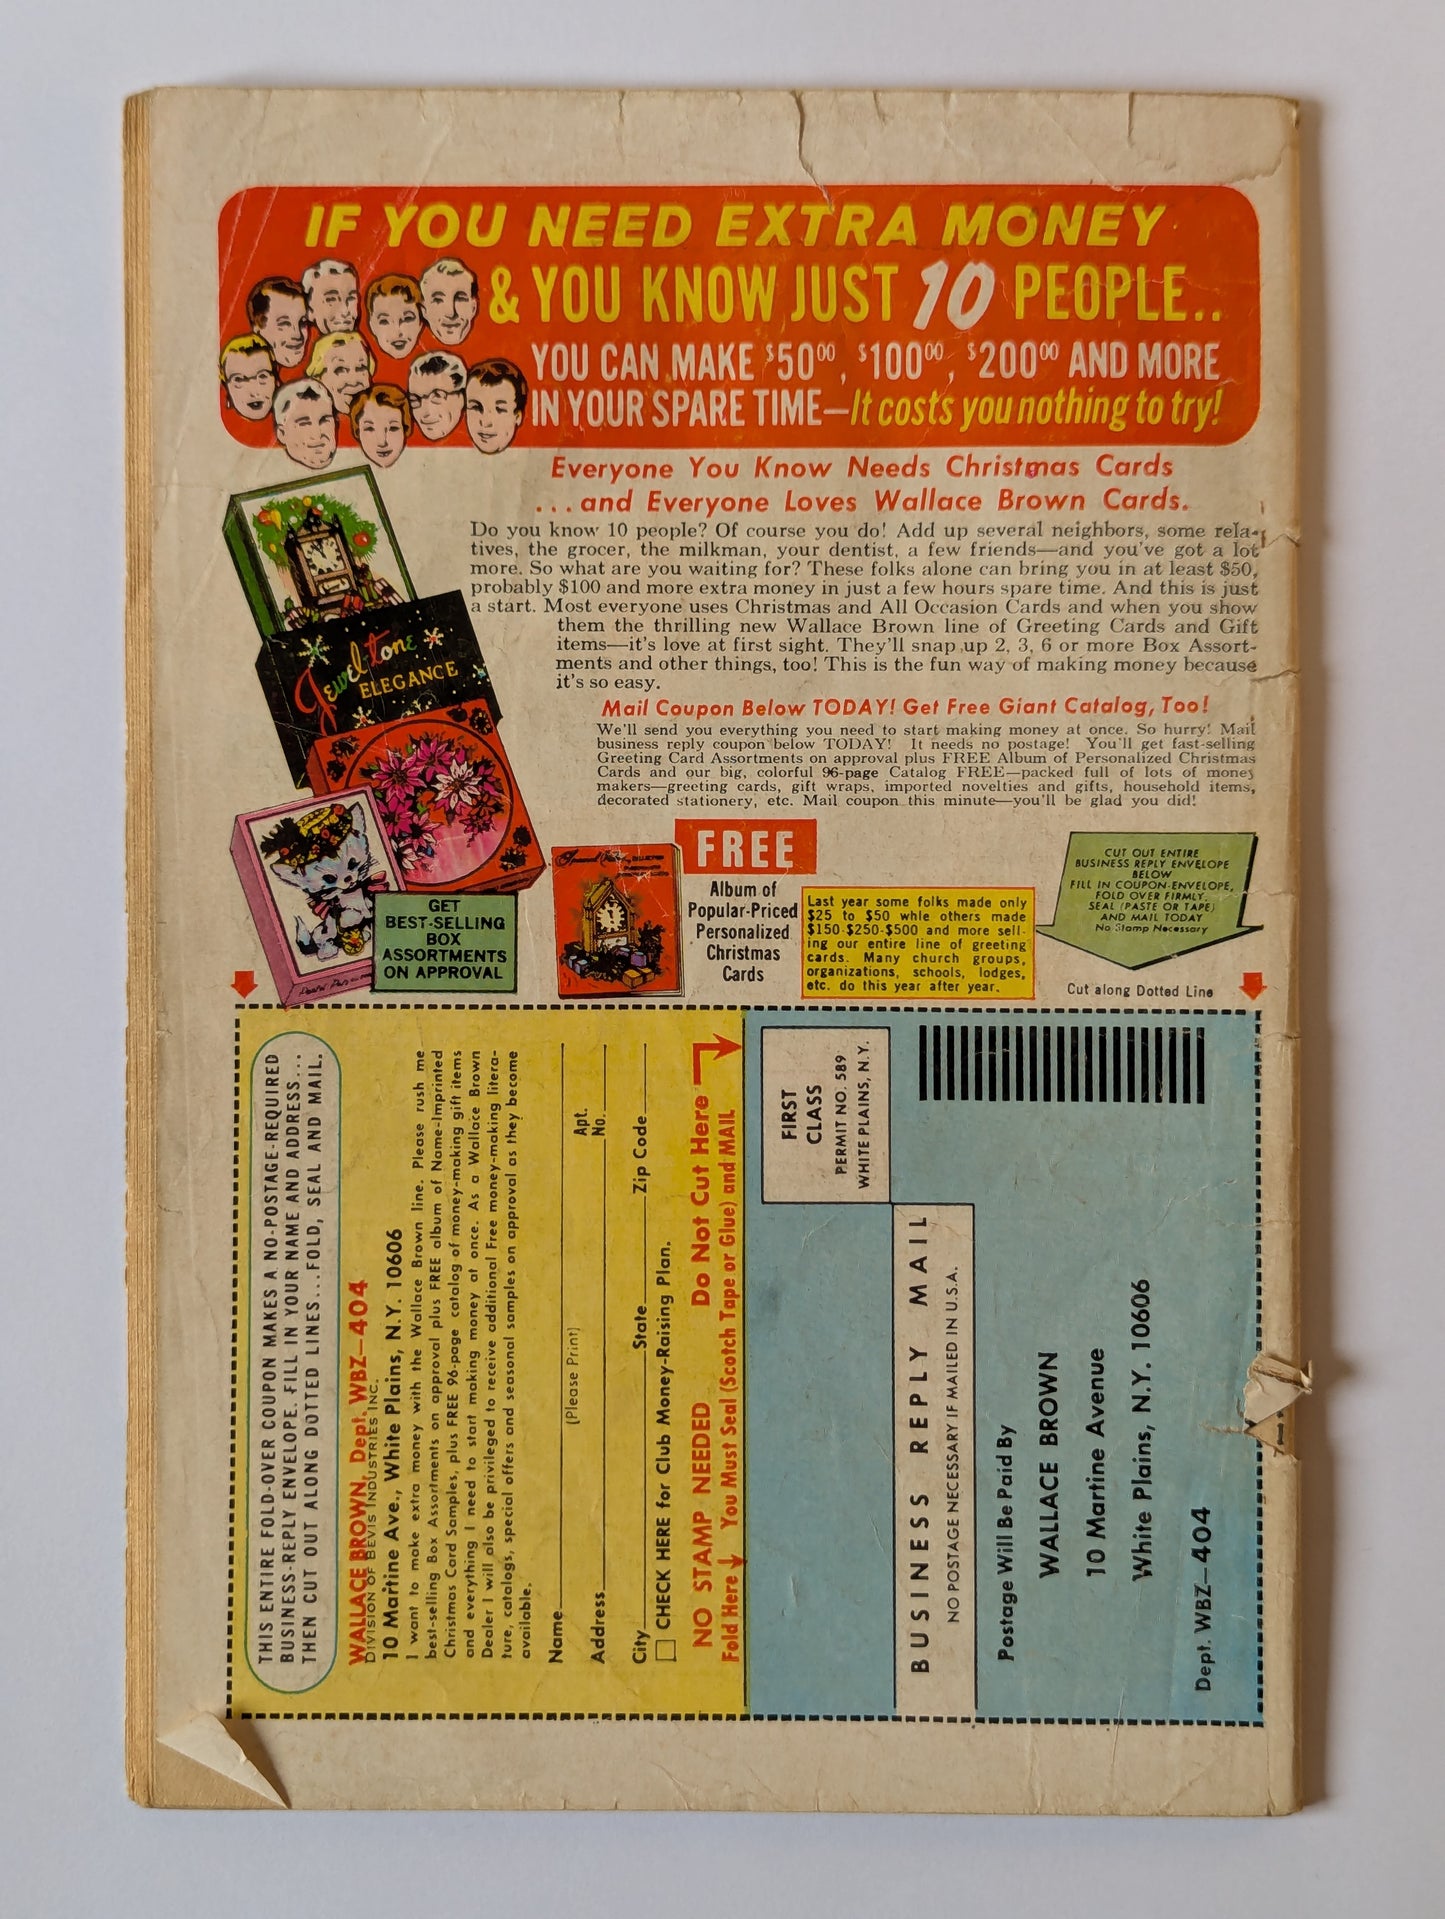 IF YOU NEED EXTRA MONEY
& YOU KNOW JUST 10 PEOPLE..
YOU CAN MAKE $50⁰⁰, $100⁰⁰, $200⁰⁰ AND MORE
IN YOUR SPARE TIME—It costs you nothing to try!
Everyone You Know Needs Christmas Cards
...and Everyone Loves Wallace Brown Cards.
Do you know 10 people? Of course you do! Add up several neighbors, some rela-
tives, the grocer, the milkman, your dentist, a few friends—and you've got a lot
more. So what are you waiting for? These folks alone can bring you in at least $50,
probably $100 and more extra money in just a few hours spare time. And this is just
a start. Most everyone uses Christmas and All Occasion Cards and when you show
them the thrilling new Wallace Brown line of Greeting Cards and Gift
items—it's love at first sight. They'll snap up 2, 3, 6 or more Box Assort-
ments and other things, too! This is the fun way of making money because
it's so easy.
Jewel-tone
ELEGANCE
Mail Coupon Below TODAY! Get Free Giant Catalog, Too!
We'll send you everything you need to start making money at once. So hurry! Mail
business reply coupon below TODAY! It needs no postage! You'll get fast-selling
Greeting Card Assortments on approval plus FREE Album of Personalized Christmas
Cards and our big, colorful 96-page Catalog FREE—packed full of lots of money
makers—greeting cards, gift wraps, imported novelties and gifts, household items,
decorated stationery, etc. Mail coupon this minute—you'll be glad you did!
GET
BEST-SELLING
BOX
ASSORTMENTS
ON APPROVAL
FREE
Album of
Popular-Priced
Personalized
Christmas
Cards
Last year some folks made only
$25 to $50 whle others made
$150-$250-$500 and more sell-
ing our entire line of greeting
cards. Many church groups,
organizations, schools, lodges,
etc. do this year after year.
CUT OUT ENTIRE
BUSINESS REPLY ENVELOPE
BELOW
FILL IN COUPON-ENVELOPE,
FOLD OVER FIRMLY,
SEAL (PASTE OR TAPE)
AND MAIL TODAY
No Stamp Necessary
Cut along Dotted Line
THIS ENTIRE FOLD-OVER COUPON MAKES A NO-POSTAGE-REQUIRED
BUSINESS-REPLY ENVELOPE. FILL IN YOUR NAME AND ADDRESS...
THEN CUT OUT ALONG DOTTED LINES...FOLD, SEAL AND MAIL.
WALLACE BROWN, Dept. WBZ—404
DIVISION OF BEVIS INDUSTRIES INC.
10 Martine Ave., White Plains, N.Y. 10606
I want to make extra money with the Wallace Brown line. Please rush me
best-selling Box Assortments on approval plus FREE album of Name-Imprinted
Christmas Card Samples, plus FREE 96-page catalog of money-making gift items
and everything I need to start making money at once. As a Wallace Brown
Dealer I will also be privileged to receive additional Free money-making litera-
ture, catalogs, special offers and seasonal samples on approval as they become
available.
Name
(Please Print)
Address
Apt.
No.
City State Zip Code
CHECK HERE for Club Money-Raising Plan.
NO STAMP NEEDED Do Not Cut Here
Fold Here You Must Seal (Scotch Tape or Glue) and MAIL
FIRST
CLASS
PERMIT NO. 589
WHITE PLAINS, N.Y.
BUSINESS REPLY MAIL
NO POSTAGE NECESSARY IF MAILED IN U.S.A.
Postage Will Be Paid By
WALLACE BROWN
10 Martine Avenue
White Plains, N.Y. 10606
Dept. WBZ—404